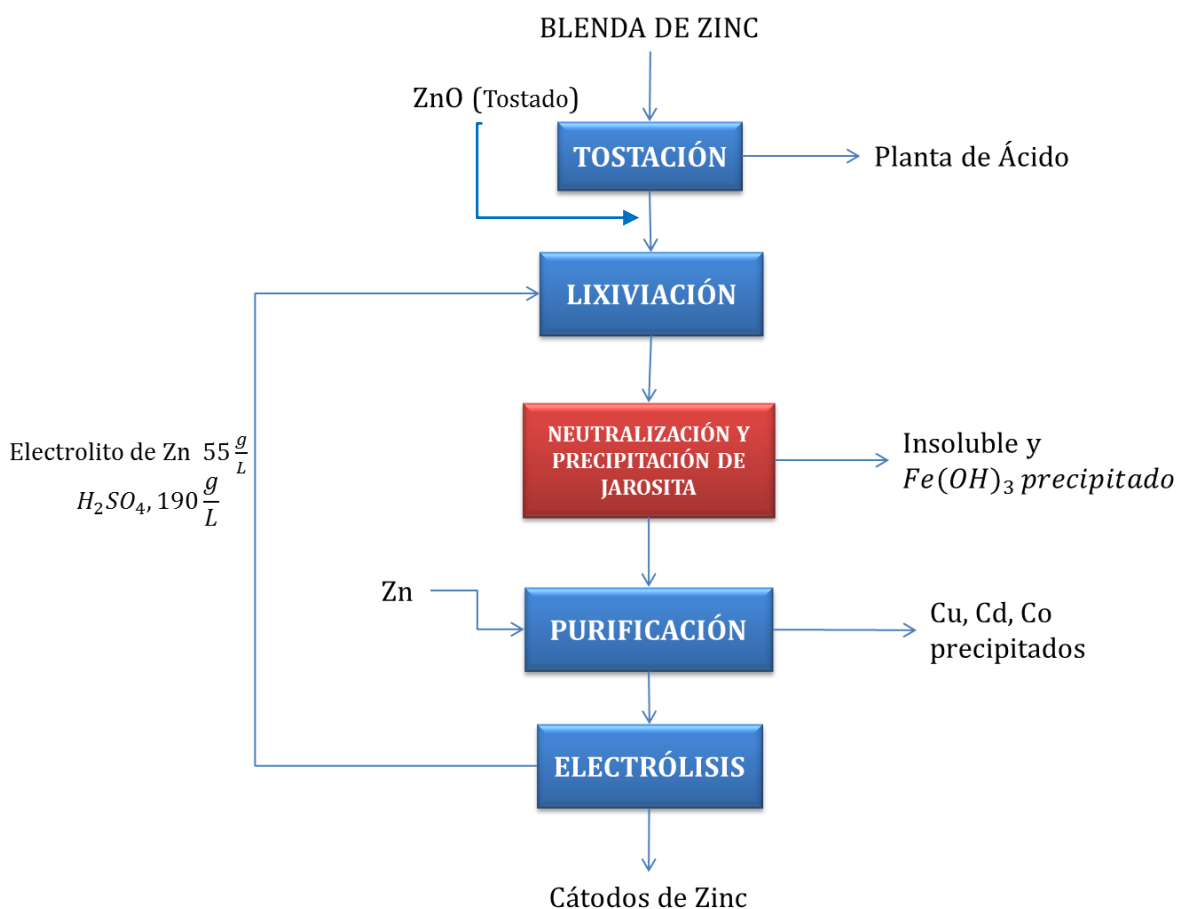 BLENDA DE ZINC
ZnO (Tostado)
TOSTACIÓN
Planta de Ácido
LIXIVIACIÓN
Electrolito de Zn 55 g/L
H₂SO₄, 190 g/L
NEUTRALIZACIÓN Y
PRECIPITACIÓN DE
JAROSITA
Insoluble y
Fe(OH)₃ precipitado
Zn
PURIFICACIÓN
Cu, Cd, Co
precipitados
ELECTRÓLISIS
Cátodos de Zinc